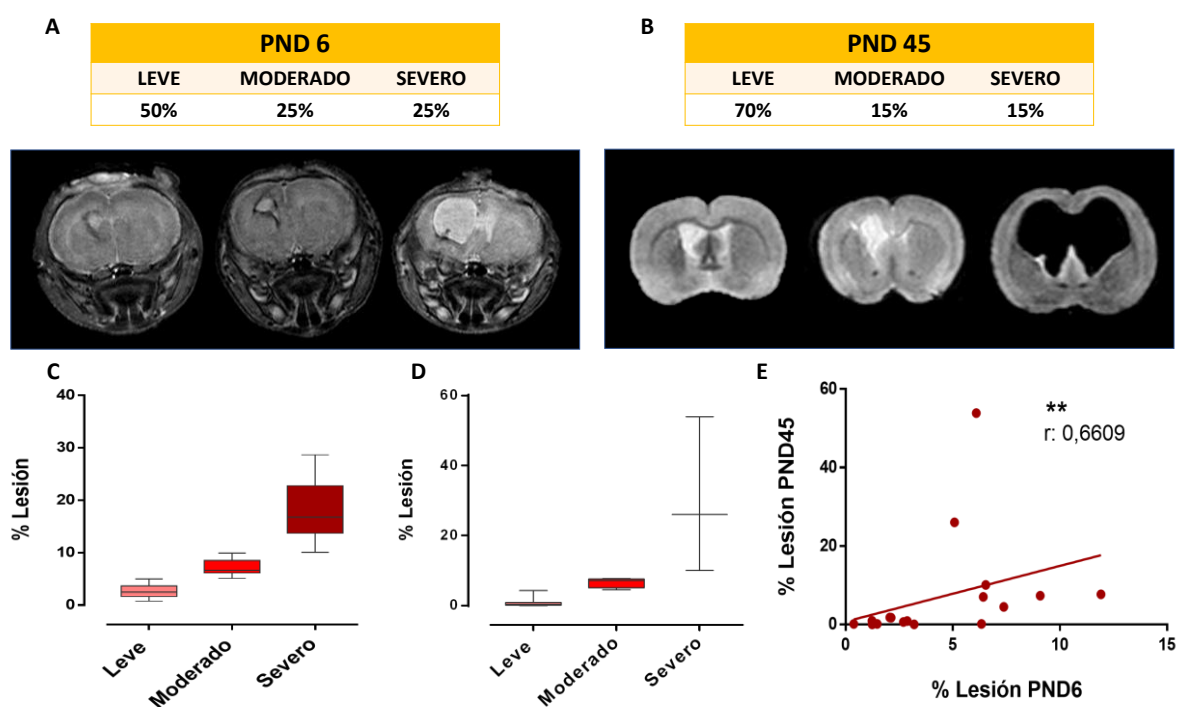 A
PND 6
LEVE MODERADO SEVERO
50% 25% 25%
B
PND 45
LEVE MODERADO SEVERO
70% 15% 15%
C
% Lesión
40
30
20
10
0
Leve
Moderado
Severo
D
% Lesión
60
40
20
0
Leve
Moderado
Severo
E
% Lesión PND45
60
40
20
0
**
r: 0,6609
0 5 10 15
% Lesión PND6